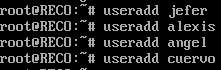 root@RECO:~# useradd jefer
root@RECO:~# useradd alexis
root@RECO:~# useradd angel
root@RECO:~# useradd cuervo